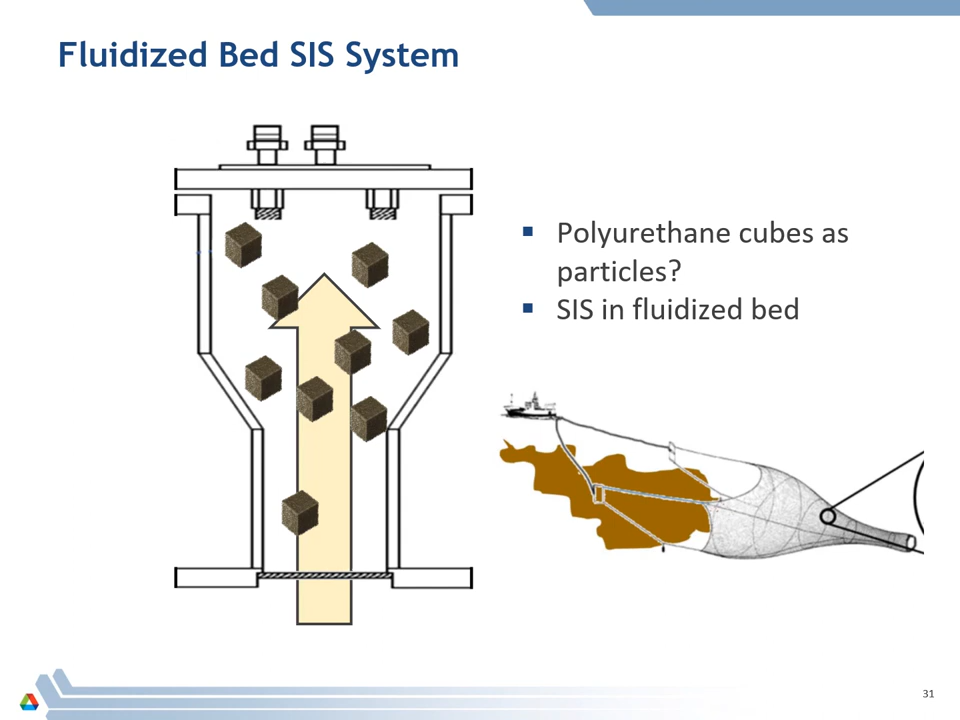 Fluidized Bed SIS System
▪ Polyurethane cubes as
particles?
▪ SIS in fluidized bed
31